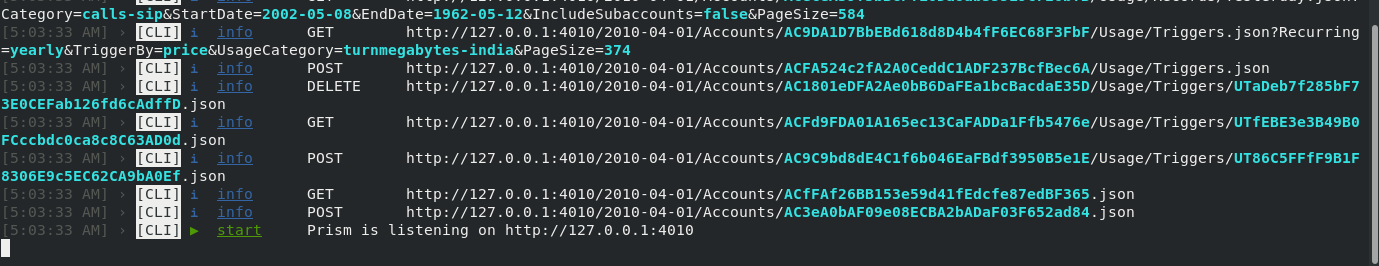 Category=calls-sip&StartDate=2002-05-08&EndDate=1962-05-12&IncludeSubaccounts=false&PageSize=584
[5:03:33 AM] › [CLI] i info GET http://127.0.0.1:4010/2010-04-01/Accounts/AC9DA1D7BbEBd618d8D4b4fF6EC68F3FbF/Usage/Triggers.json?Recurring
=yearly&TriggerBy=price&UsageCategory=turnmegabytes-india&PageSize=374
[5:03:33 AM] › [CLI] i info POST http://127.0.0.1:4010/2010-04-01/Accounts/ACFA524c2fA2A0CeddC1ADF237BcfBec6A/Usage/Triggers.json
[5:03:33 AM] › [CLI] i info DELETE http://127.0.0.1:4010/2010-04-01/Accounts/AC1801eDFA2Ae0bB6DaFEa1bcBacdaE35D/Usage/Triggers/UTaDeb7f285bF7
3E0CEFab126fd6cAdffD.json
[5:03:33 AM] › [CLI] i info GET http://127.0.0.1:4010/2010-04-01/Accounts/ACFd9FDA01A165ec13CaFADDa1Ffb5476e/Usage/Triggers/UTfEBE3e3B49B0
FCccbdc0ca8c8C63AD0d.json
[5:03:33 AM] › [CLI] i info POST http://127.0.0.1:4010/2010-04-01/Accounts/AC9C9bd8dE4C1f6b046EaFBdf3950B5e1E/Usage/Triggers/UT86C5FFfF9B1F
8306E9c5EC62CA9bA0Ef.json
[5:03:33 AM] › [CLI] i info GET http://127.0.0.1:4010/2010-04-01/Accounts/ACfFAf26BB153e59d41fEdcfe87edBF365.json
[5:03:33 AM] › [CLI] i info POST http://127.0.0.1:4010/2010-04-01/Accounts/AC3eA0bAF09e08ECBA2bADaF03F652ad84.json
[5:03:33 AM] › [CLI] ▶ start Prism is listening on http://127.0.0.1:4010